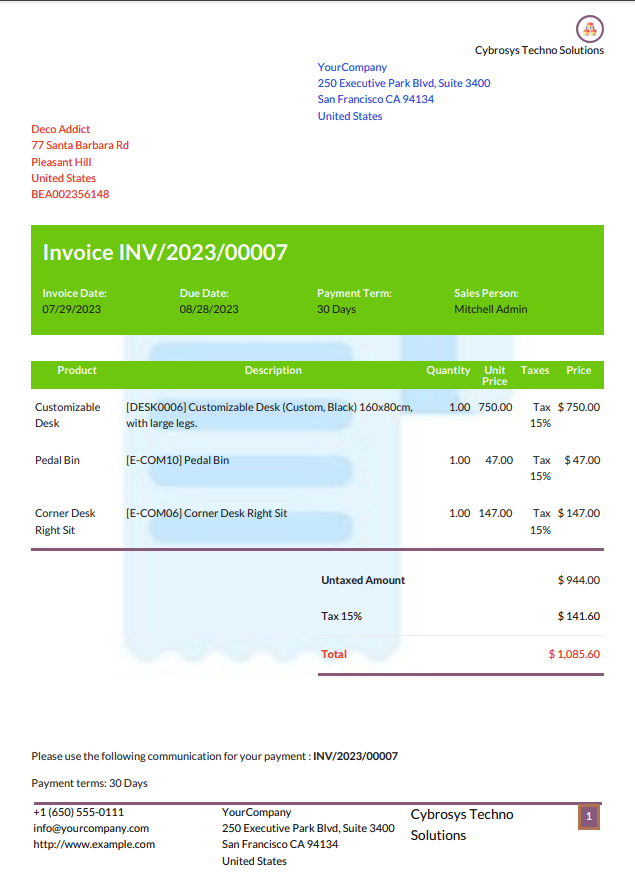 Cybrosys Techno Solutions
YourCompany
250 Executive Park Blvd, Suite 3400
San Francisco CA 94134
United States
Deco Addict
77 Santa Barbara Rd
Pleasant Hill
United States
BEA002356148
Invoice INV/2023/00007
Invoice Date: Due Date: Payment Term: Sales Person:
07/29/2023 08/28/2023 30 Days Mitchell Admin
Product Description Quantity Unit Taxes Price
Price
Customizable [DESK0006] Customizable Desk (Custom, Black) 160x80cm, 1.00 750.00 Tax $ 750.00
Desk with large legs. 15%
Pedal Bin [E-COM10] Pedal Bin 1.00 47.00 Tax $ 47.00
15%
Corner Desk [E-COM06] Corner Desk Right Sit 1.00 147.00 Tax $ 147.00
Right Sit 15%
Untaxed Amount $ 944.00
Tax 15% $ 141.60
Total $ 1,085.60
Please use the following communication for your payment : INV/2023/00007
Payment terms: 30 Days
+1 (650) 555-0111 YourCompany Cybrosys Techno 1
info@yourcompany.com 250 Executive Park Blvd, Suite 3400 Solutions
http://www.example.com San Francisco CA 94134
United States